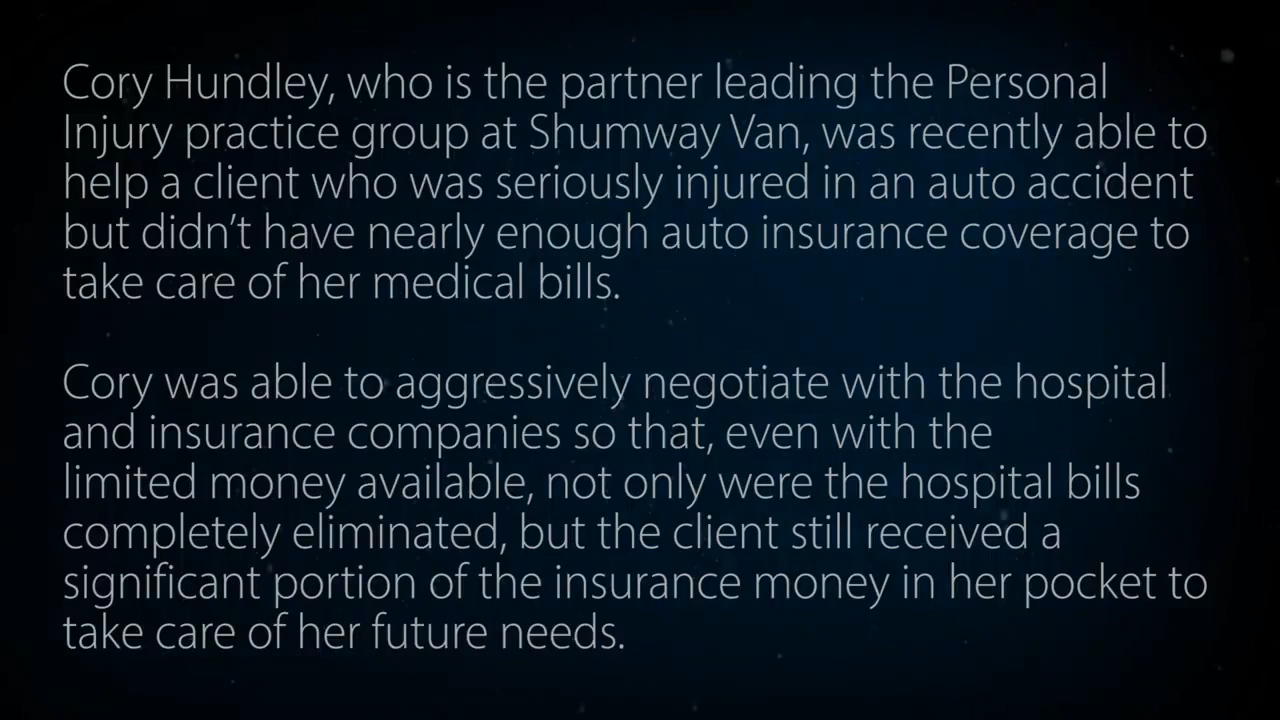 Cory Hundley, who is the partner leading the Personal
Injury practice group at Shumway Van, was recently able to
help a client who was seriously injured in an auto accident
but didn’t have nearly enough auto insurance coverage to
take care of her medical bills.
Cory was able to aggressively negotiate with the hospital
and insurance companies so that, even with the
limited money available, not only were the hospital bills
completely eliminated, but the client still received a
significant portion of the insurance money in her pocket to
take care of her future needs.